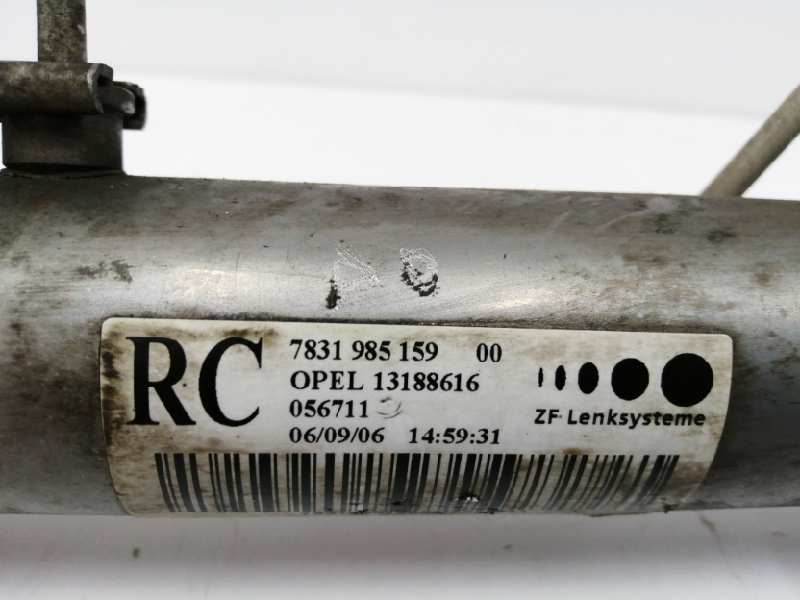 RC
7831 985 159 00
OPEL 13188616
056711
06/09/06 14:59:31
ZF Lenksysteme